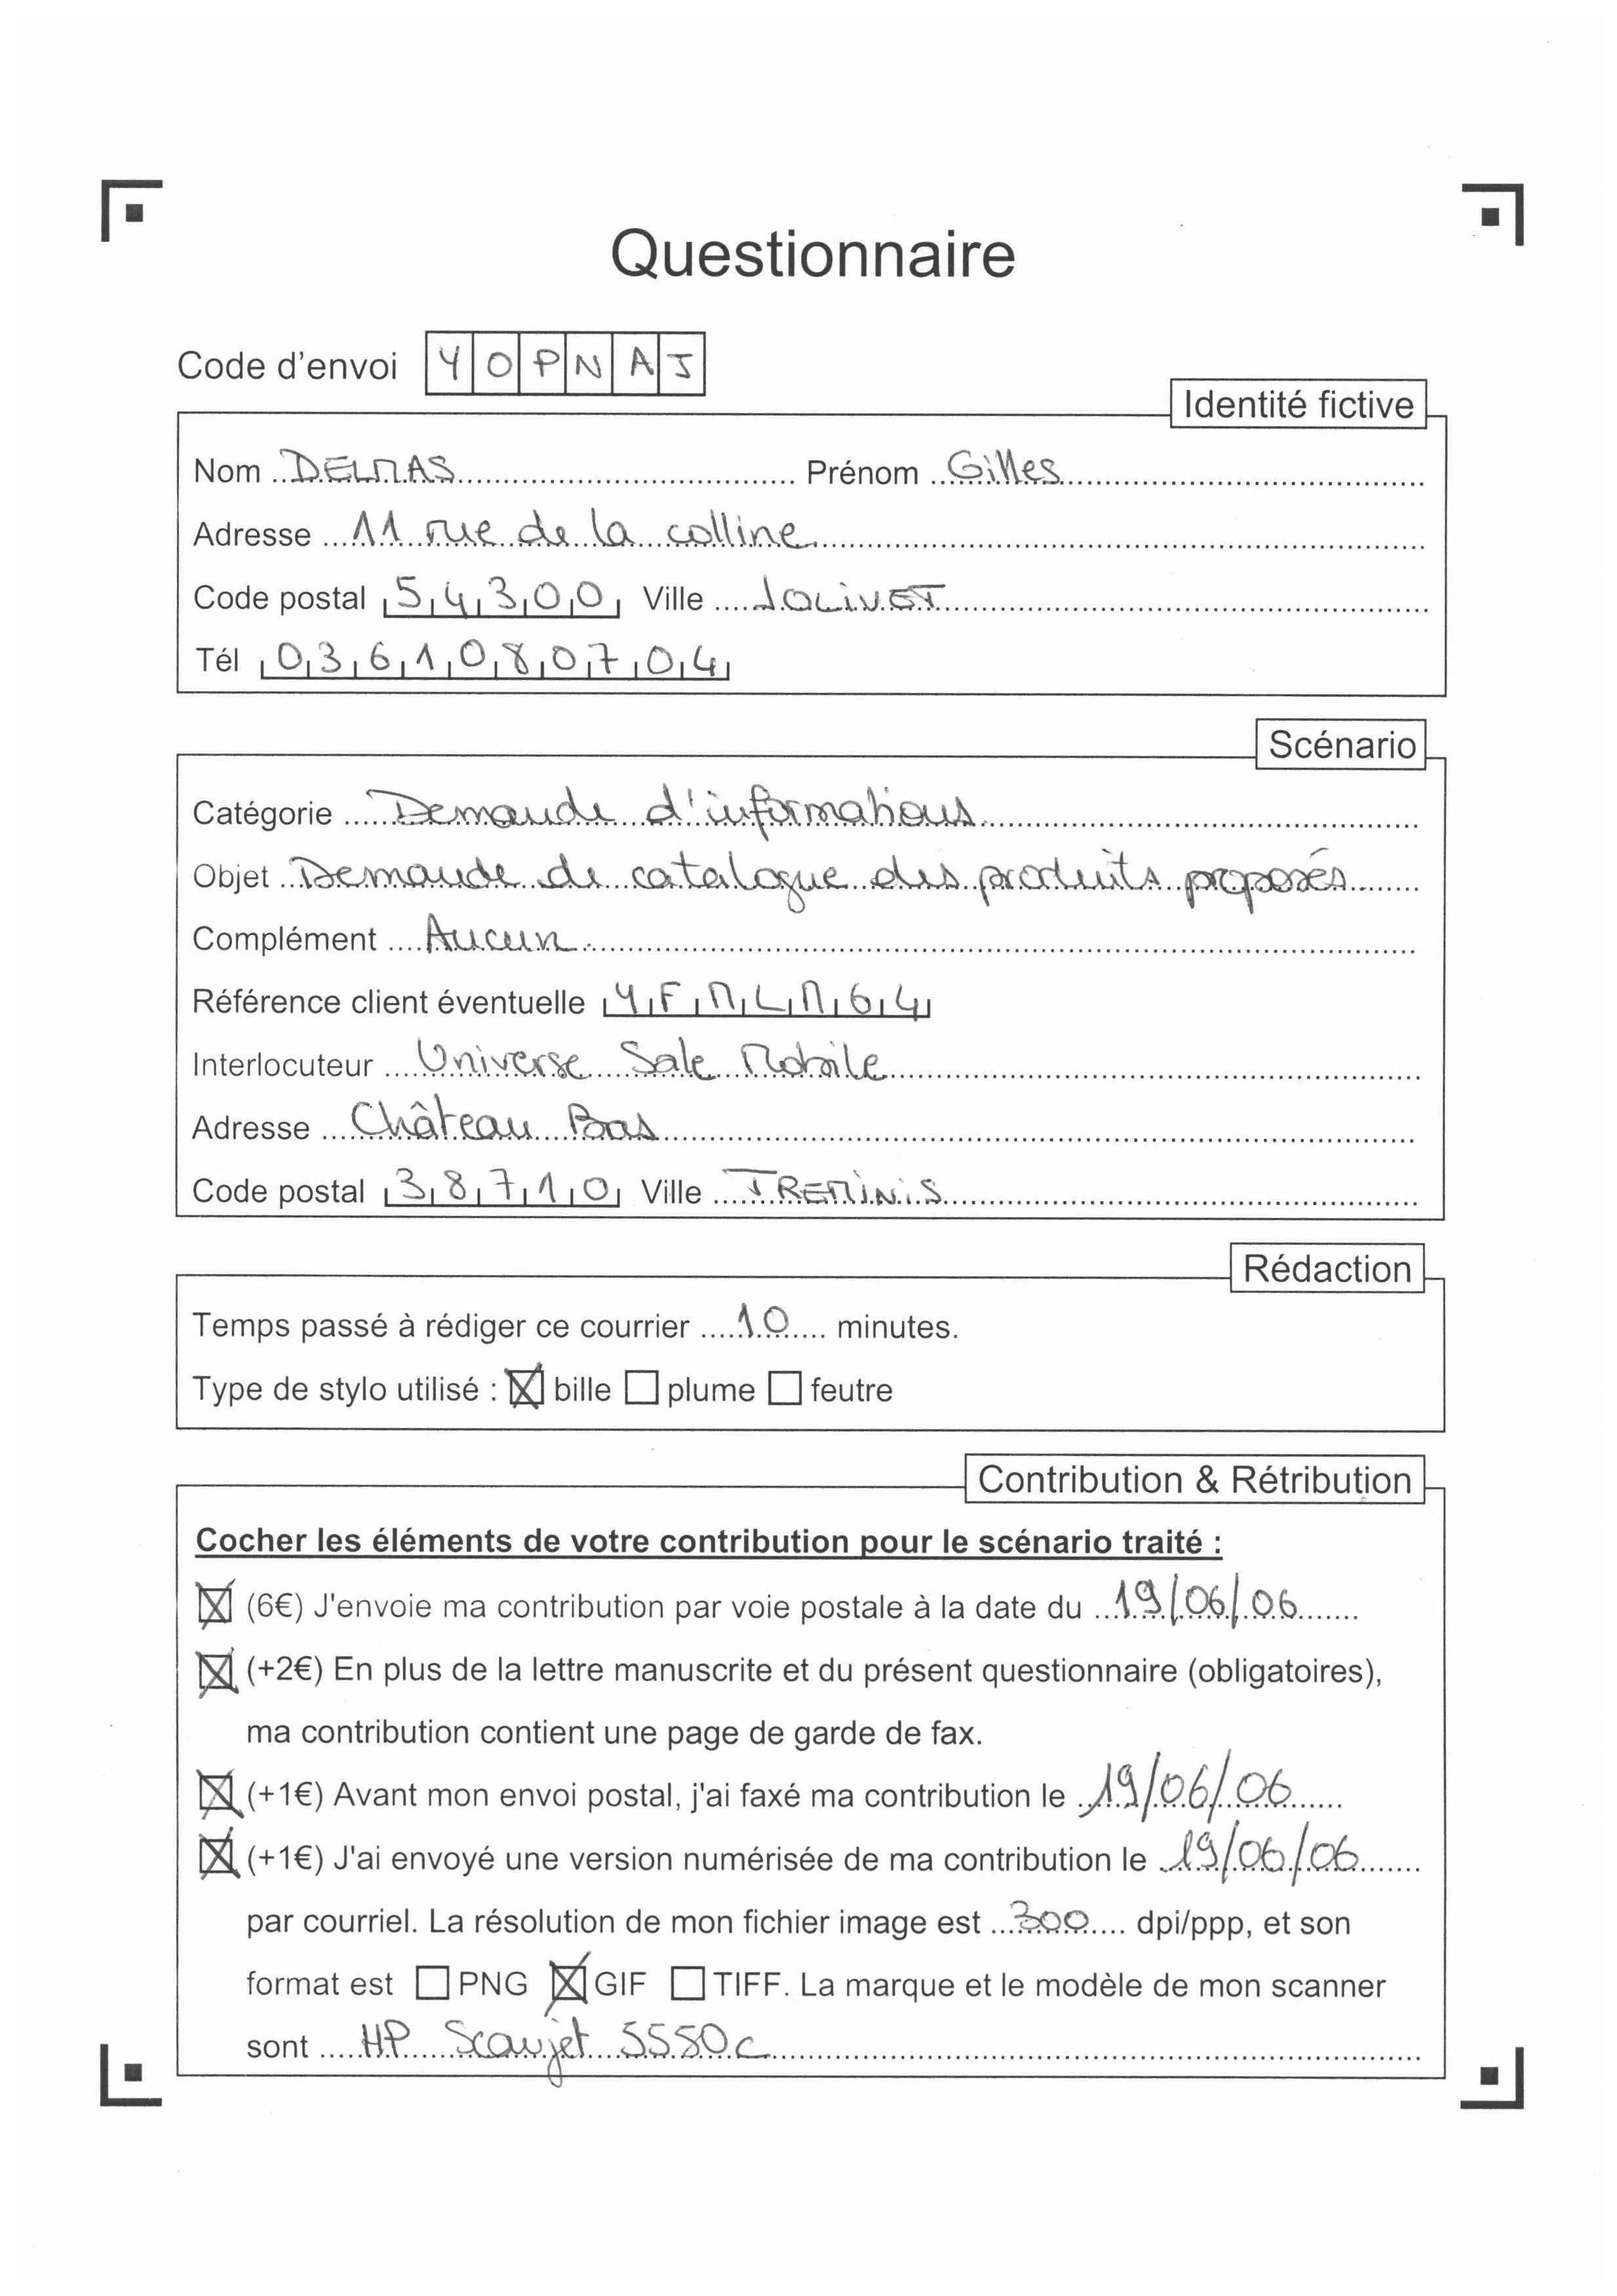 Questionnaire
Code d'envoi YOPNAJ
Identité fictive
Nom DELMAS Prénom Gilles
Adresse 11 rue de la colline
Code postal 54300 Ville JOLIVET
Tél 0361080704
Scénario
Catégorie Demande d'informations
Objet Demande de catalogue des produits proposés
Complément Aucun
Référence client éventuelle YFMLM64
Interlocuteur Universe Sale Mobile
Adresse Château Bas
Code postal 38710 Ville TREMINIS
Rédaction
Temps passé à rédiger ce courrier 10 minutes.
Type de stylo utilisé : ☒ bille ☐ plume ☐ feutre
Contribution & Rétribution
Cocher les éléments de votre contribution pour le scénario traité :
☒ (6€) J'envoie ma contribution par voie postale à la date du 19/06/06
☒ (+2€) En plus de la lettre manuscrite et du présent questionnaire (obligatoires),
ma contribution contient une page de garde de fax.
☒ (+1€) Avant mon envoi postal, j'ai faxé ma contribution le 19/06/06
☒ (+1€) J'ai envoyé une version numérisée de ma contribution le 19/06/06
par courriel. La résolution de mon fichier image est 300 dpi/ppp, et son
format est ☐ PNG ☒ GIF ☐ TIFF. La marque et le modèle de mon scanner
sont HP Scanjet 5550c